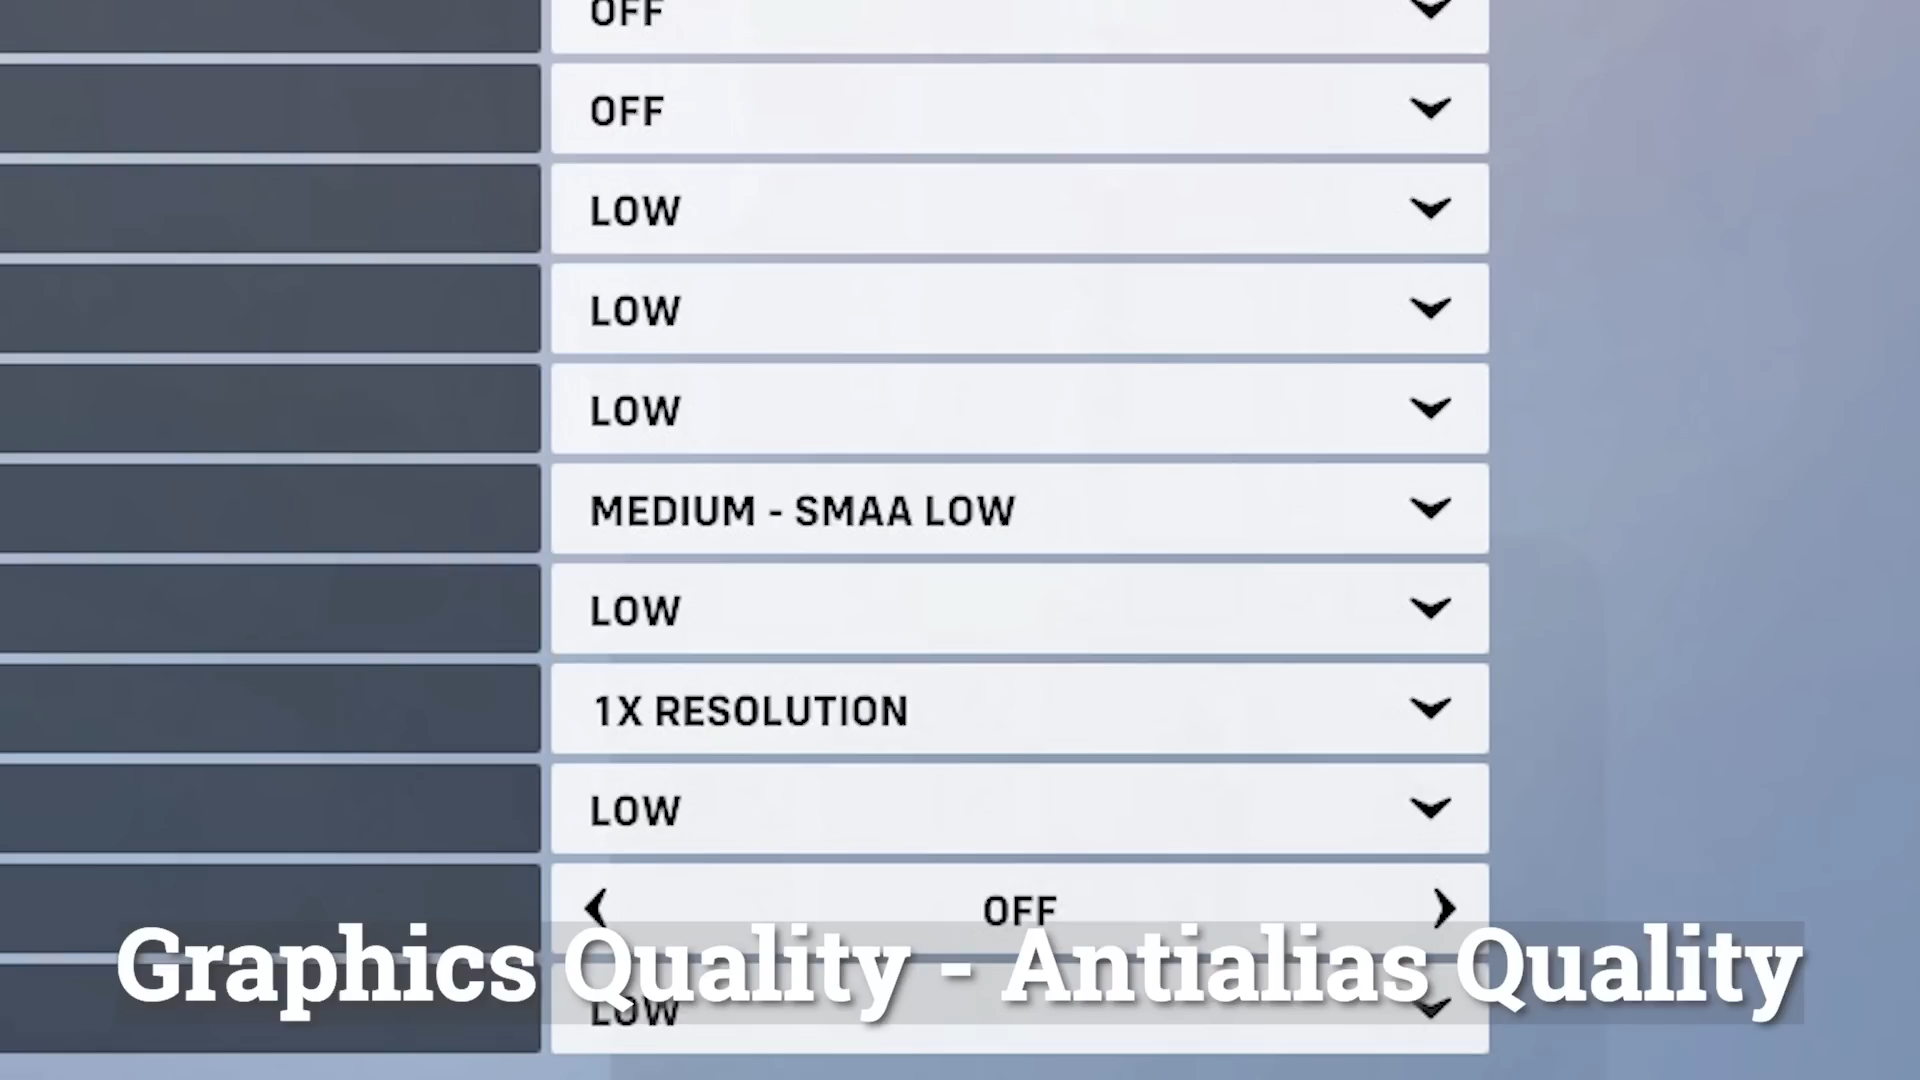 OFF
OFF
LOW
LOW
LOW
MEDIUM - SMAA LOW
LOW
1X RESOLUTION
LOW
OFF
Graphics Quality - Antialias Quality
LOW